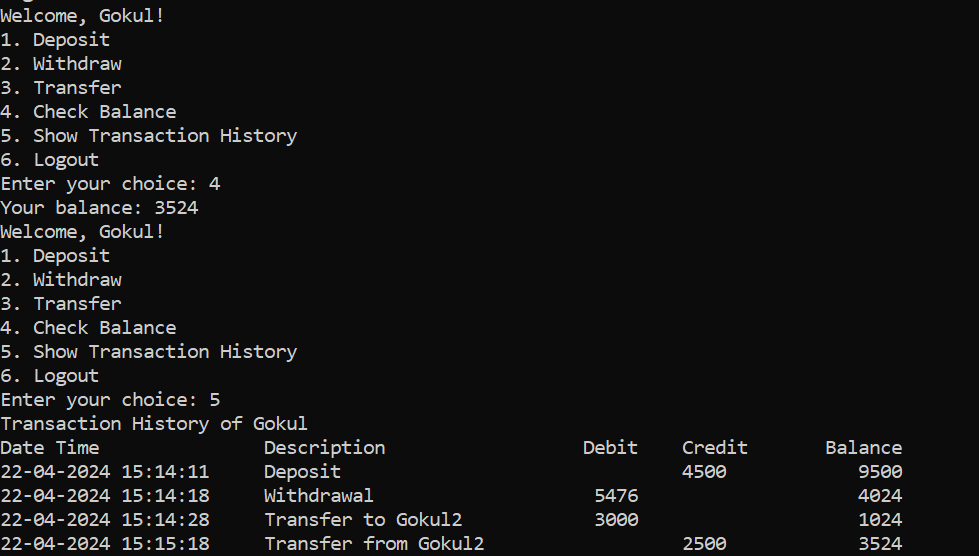 Welcome, Gokul!
1. Deposit
2. Withdraw
3. Transfer
4. Check Balance
5. Show Transaction History
6. Logout
Enter your choice: 4
Your balance: 3524
Welcome, Gokul!
1. Deposit
2. Withdraw
3. Transfer
4. Check Balance
5. Show Transaction History
6. Logout
Enter your choice: 5
Transaction History of Gokul
Date Time               Description                  Debit    Credit       Balance
22-04-2024 15:14:11     Deposit                               4500            9500
22-04-2024 15:14:18     Withdrawal                    5476                    4024
22-04-2024 15:14:28     Transfer to Gokul2            3000                    1024
22-04-2024 15:15:18     Transfer from Gokul2                  2500            3524